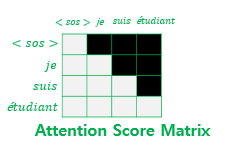 < sos > je suis étudiant
< sos >
je
suis
étudiant
Attention Score Matrix